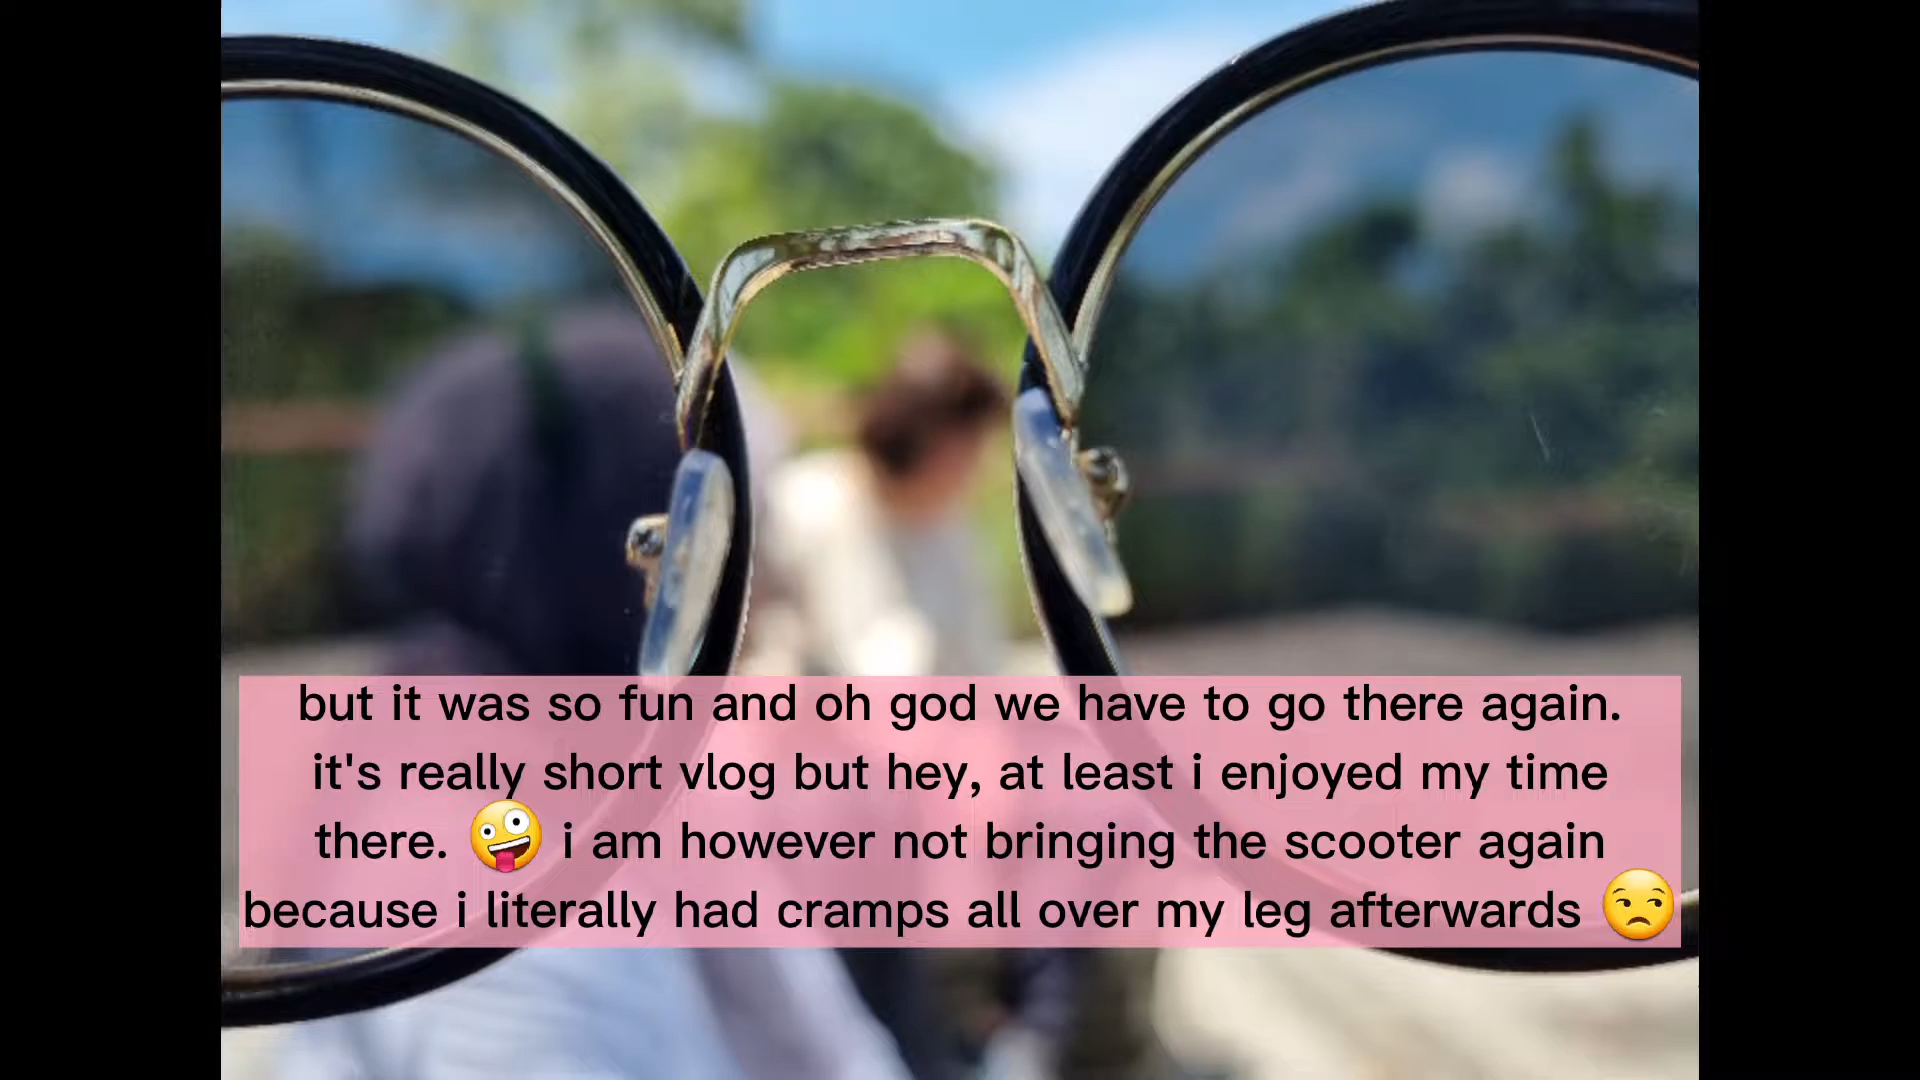 but it was so fun and oh god we have to go there again.
it's really short vlog but hey, at least i enjoyed my time
there. 🤪 i am however not bringing the scooter again
because i literally had cramps all over my leg afterwards 😒